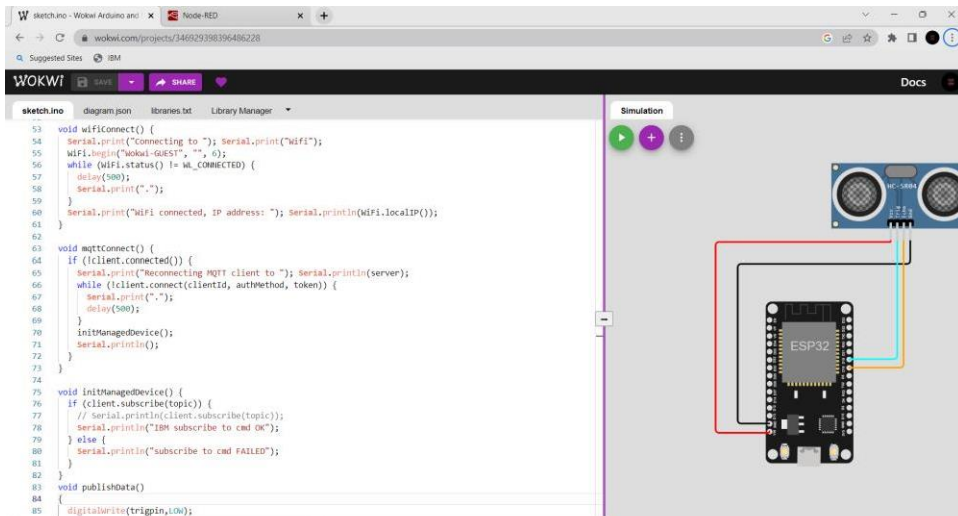 sketch.ino - Wokwi Arduino and
Node-RED
wokwi.com/projects/346929398396486228
Suggested Sites
IBM
WOKWI
SAVE
SHARE
Docs
sketch.ino diagram.json libraries.txt Library Manager
Simulation
53 void wifiConnect() {
54 Serial.print("Connecting to "); Serial.print("Wifi");
55 WiFi.begin("Wokwi-GUEST", "", 6);
56 while (WiFi.status() != WL_CONNECTED) {
57 delay(500);
58 Serial.print(".");
59 }
60 Serial.print("WiFi connected, IP address: "); Serial.println(WiFi.localIP());
61 }
62
63 void mqttConnect() {
64 if (!client.connected()) {
65 Serial.print("Reconnecting MQTT client to "); Serial.println(server);
66 while (!client.connect(clientId, authMethod, token)) {
67 Serial.print(".");
68 delay(500);
69 }
70 initManagedDevice();
71 Serial.println();
72 }
73 }
74
75 void initManagedDevice() {
76 if (client.subscribe(topic)) {
77 // Serial.println(client.subscribe(topic));
78 Serial.println("IBM subscribe to cmd OK");
79 } else {
80 Serial.println("subscribe to cmd FAILED");
81 }
82 }
83 void publishData()
84 {
85 digitalWrite(trigpin,LOW);
HC-SR04
ESP32